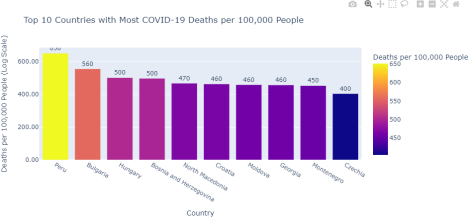 Top 10 Countries with Most COVID-19 Deaths per 100,000 People
Deaths per 100,000 People (Log Scale)
600.00
400.00
200.00
0.00
650
560
500
500
470
460
460
460
450
400
Peru
Bulgaria
Hungary
Bosnia and Herzegovina
North Macedonia
Croatia
Moldova
Georgia
Montenegro
Czechia
Country
Deaths per 100,000 People
650
600
550
500
450